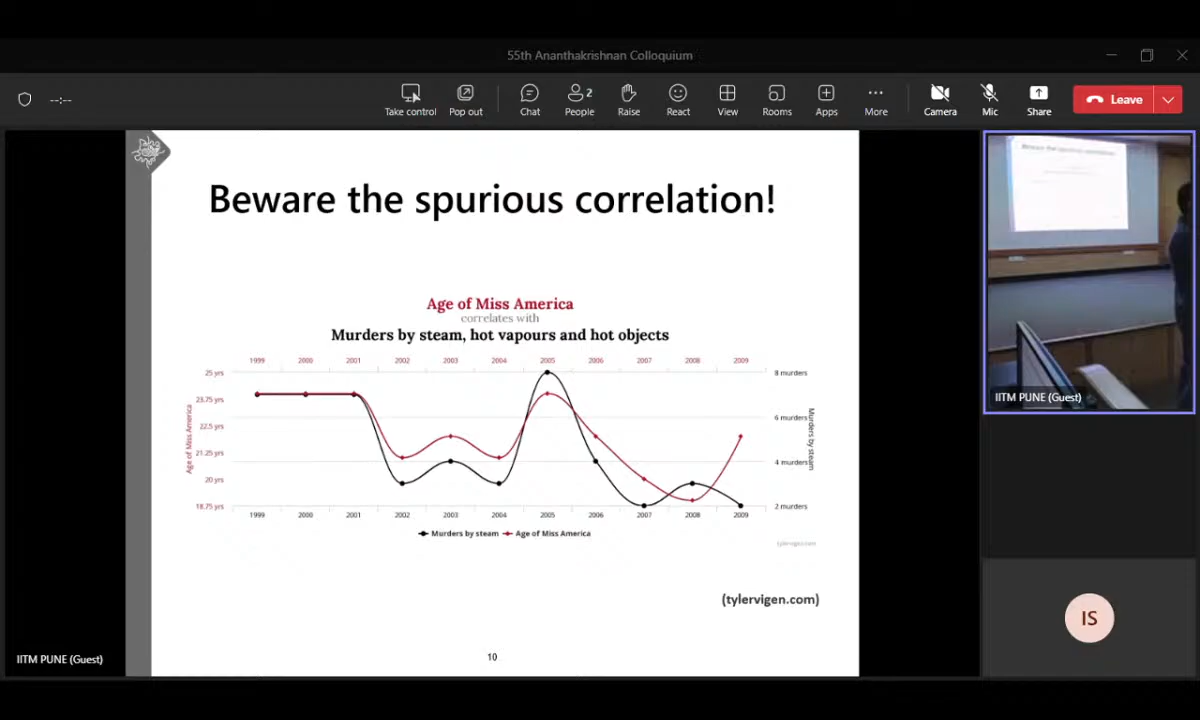 55th Ananthakrishnan Colloquium
--:--
Take control
Pop out
Chat
2
People
Raise
React
View
Rooms
Apps
More
Camera
Mic
Share
Leave
Beware the spurious correlation!
Age of Miss America
correlates with
Murders by steam, hot vapours and hot objects
1999 2000 2001 2002 2003 2004 2005 2006 2007 2008 2009
25 yrs
23.75 yrs
22.5 yrs
21.25 yrs
20 yrs
18.75 yrs
Age of Miss America
8 murders
6 murders
4 murders
2 murders
Murders by steam
1999 2000 2001 2002 2003 2004 2005 2006 2007 2008 2009
Murders by steam Age of Miss America
tylervigen.com
(tylervigen.com)
10
IITM PUNE (Guest)
Beware the spurious correlation!
IITM PUNE (Guest)
IS